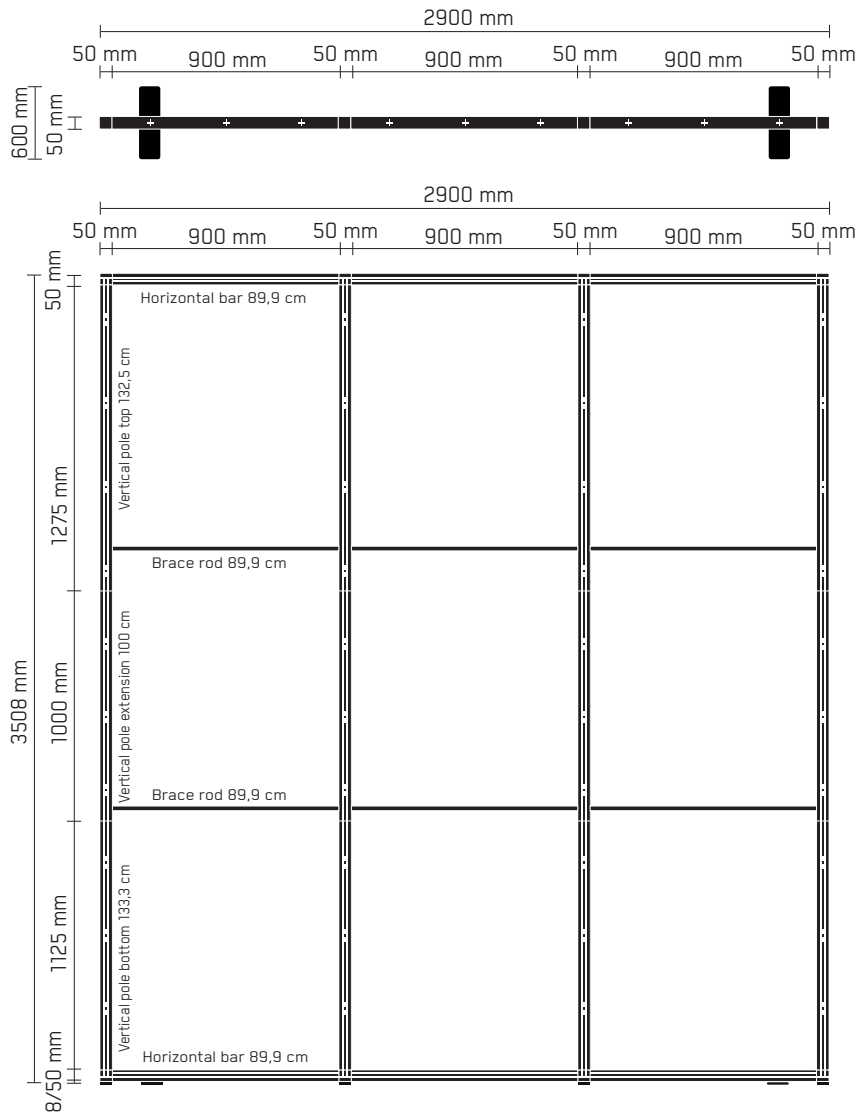 2900 mm
50 mm 900 mm 50 mm 900 mm 50 mm 900 mm 50 mm
600 mm
50 mm
2900 mm
50 mm 900 mm 50 mm 900 mm 50 mm 900 mm 50 mm
50 mm
Horizontal bar 89,9 cm
Vertical pole top 132,5 cm
1275 mm
Brace rod 89,9 cm
Vertical pole extension 100 cm
1000 mm
3508 mm
Brace rod 89,9 cm
Vertical pole bottom 133,3 cm
1125 mm
Horizontal bar 89,9 cm
8/50 mm